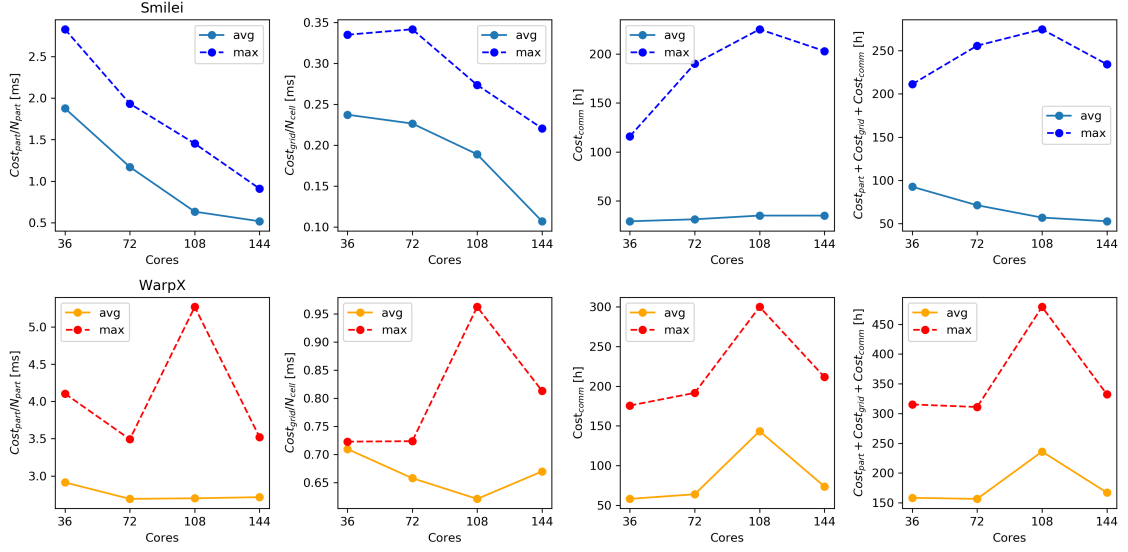 Smilei
Cost_part/N_part [ms]
2.5
2.0
1.5
1.0
0.5
avg
max
36 72 108 144
Cores
Cost_grid/N_cell [ms]
0.35
0.30
0.25
0.20
0.15
0.10
avg
max
36 72 108 144
Cores
Cost_comm [h]
200
150
100
50
avg
max
36 72 108 144
Cores
Cost_part + Cost_grid + Cost_comm [h]
250
200
150
100
50
avg
max
36 72 108 144
Cores
WarpX
Cost_part/N_part [ms]
5.0
4.5
4.0
3.5
3.0
avg
max
36 72 108 144
Cores
Cost_grid/N_cell [ms]
0.95
0.90
0.85
0.80
0.75
0.70
0.65
avg
max
36 72 108 144
Cores
Cost_comm [h]
300
250
200
150
100
50
avg
max
36 72 108 144
Cores
Cost_part + Cost_grid + Cost_comm [h]
450
400
350
300
250
200
150
avg
max
36 72 108 144
Cores